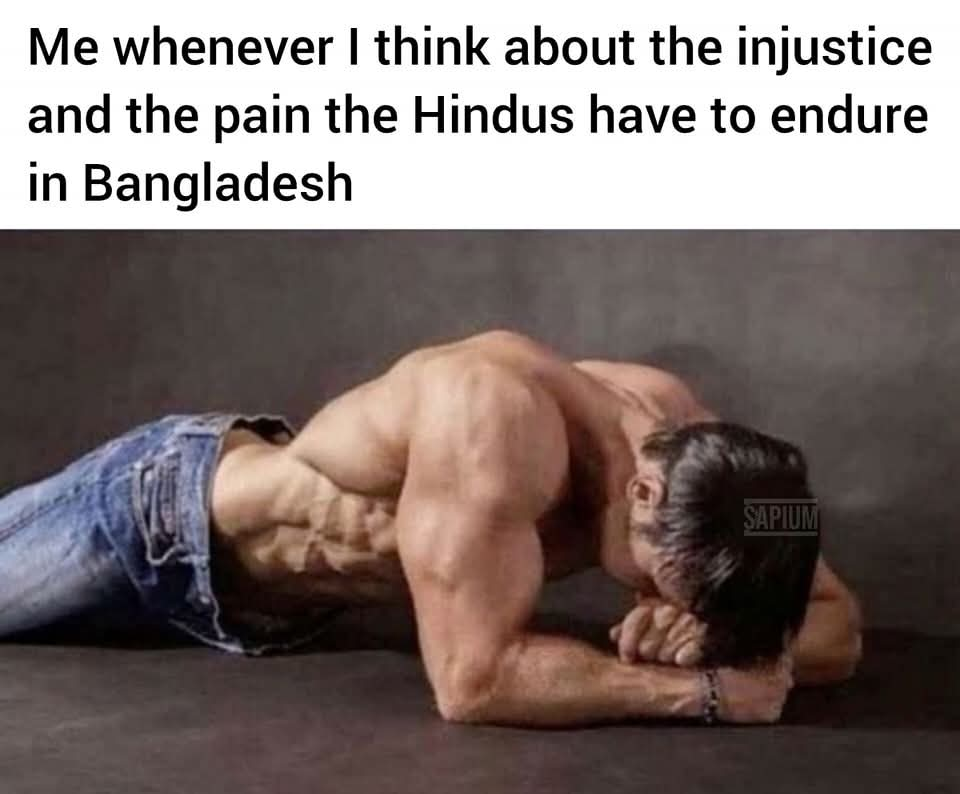 Me whenever I think about the injustice
and the pain the Hindus have to endure
in Bangladesh
SAPIUM